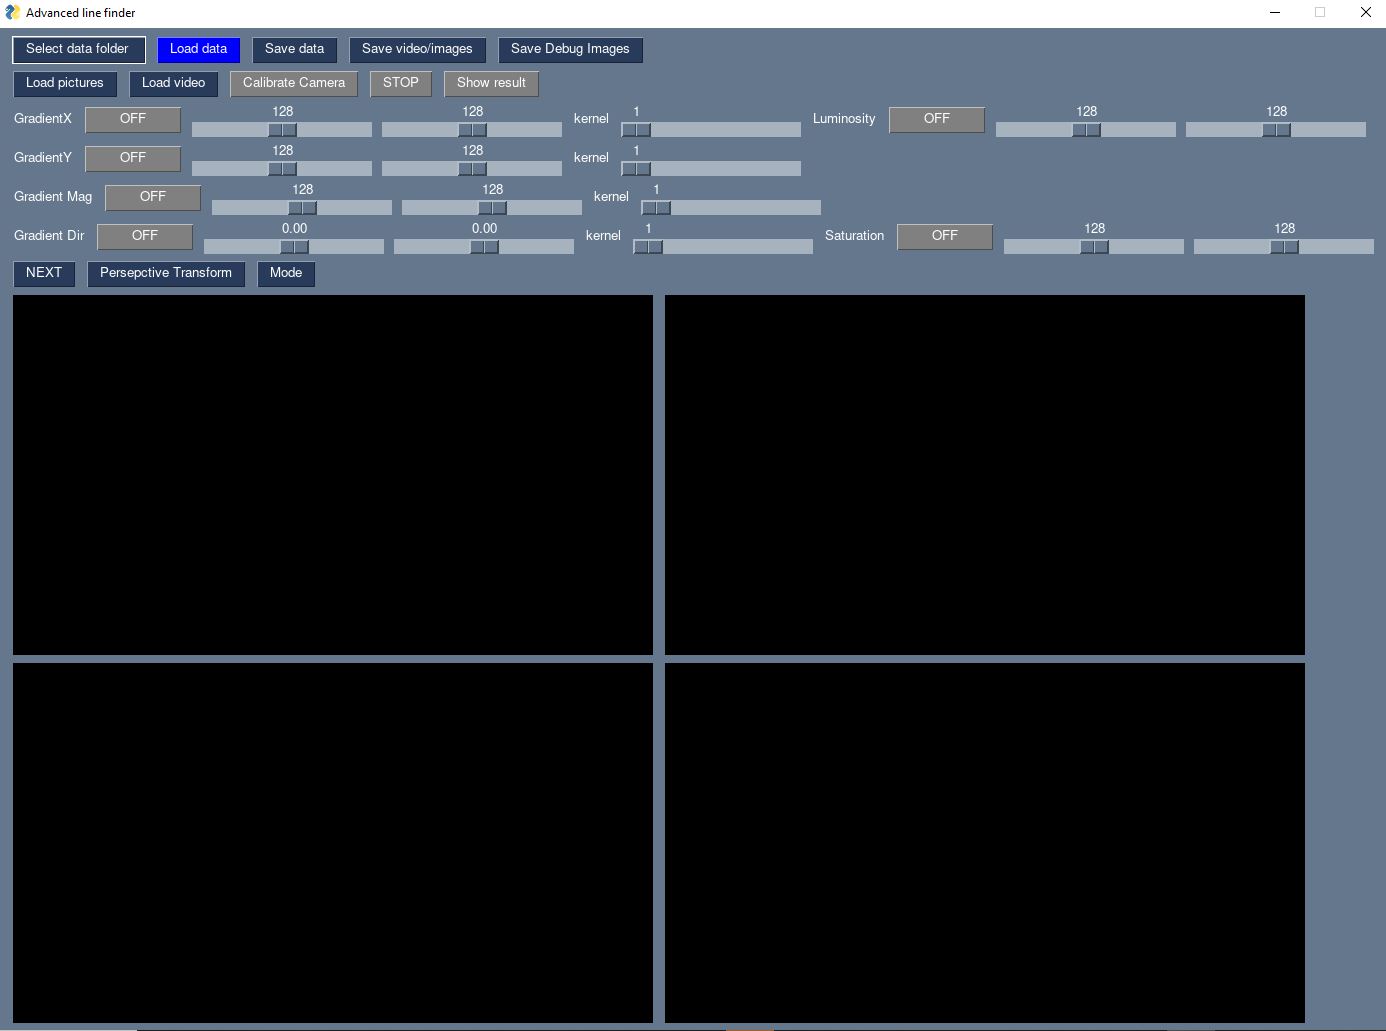 Advanced line finder
Select data folder Load data Save data Save video/images Save Debug Images
Load pictures Load video Calibrate Camera STOP Show result
GradientX OFF 128 128 kernel 1 Luminosity OFF 128 128
GradientY OFF 128 128 kernel 1
Gradient Mag OFF 128 128 kernel 1
Gradient Dir OFF 0.00 0.00 kernel 1 Saturation OFF 128 128
NEXT Persepctive Transform Mode